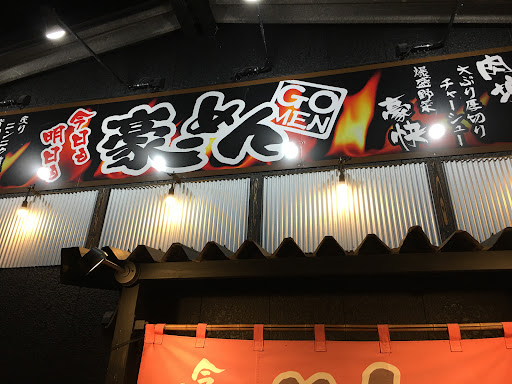 今日も
明日も
豪めん
GO
MEN
豪快
爆盛野菜
チャーシュー
大ぶり厚切り
今